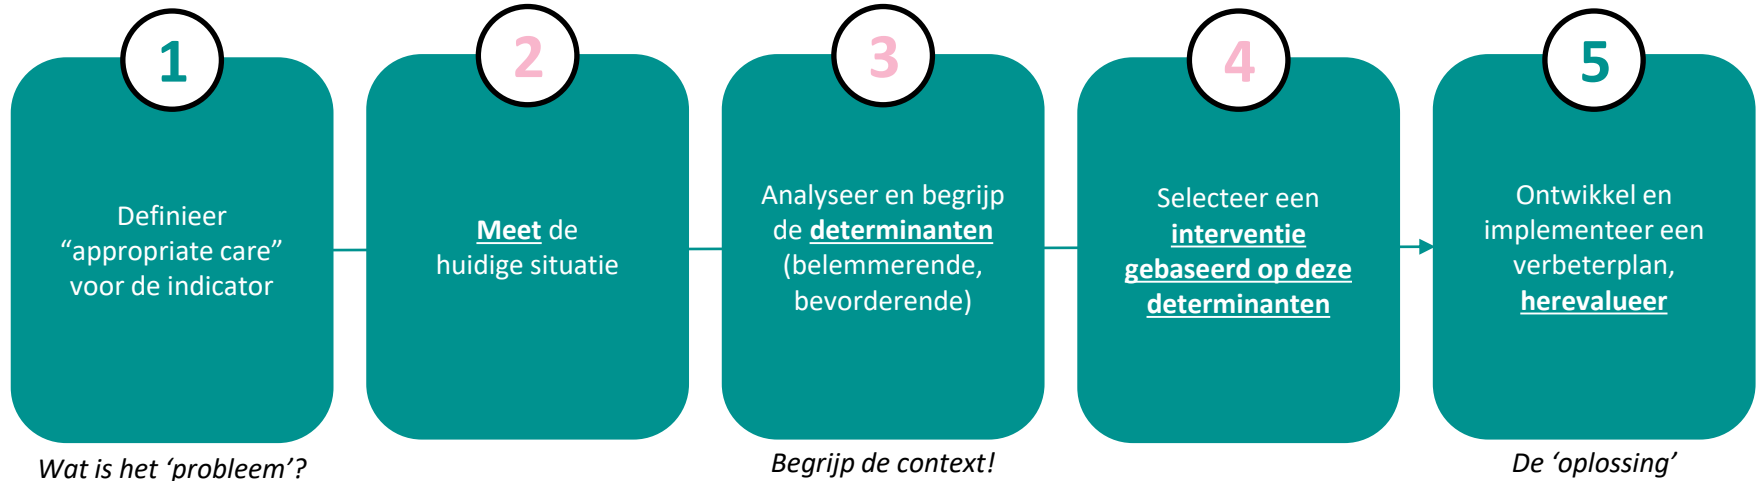 1
Definieer
“appropriate care”
voor de indicator
Wat is het ‘probleem’?
2
Meet de
huidige situatie
3
Analyseer en begrijp
de determinanten
(belemmerende,
bevorderende)
Begrijp de context!
4
Selecteer een
interventie
gebaseerd op deze
determinanten
5
Ontwikkel en
implementeer een
verbeterplan,
herevalueer
De ‘oplossing’